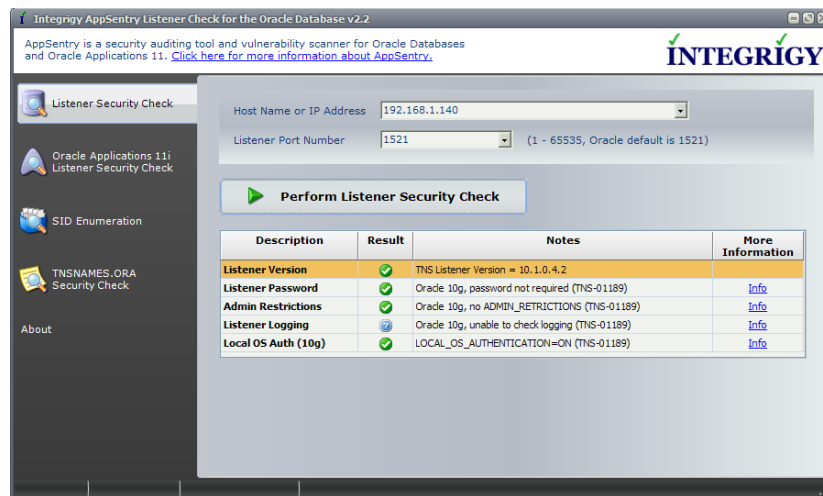 Integrigy AppSentry Listener Check for the Oracle Database v2.2
AppSentry is a security auditing tool and vulnerability scanner for Oracle Databases
and Oracle Applications 11. Click here for more information about AppSentry.
INTEGRIGY
Listener Security Check
Oracle Applications 11i
Listener Security Check
SID Enumeration
TNSNAMES.ORA
Security Check
About
Host Name or IP Address 192.168.1.140
Listener Port Number 1521 (1 - 65535, Oracle default is 1521)
Perform Listener Security Check
Description Result Notes More
Information
Listener Version TNS Listener Version = 10.1.0.4.2
Listener Password Oracle 10g, password not required (TNS-01189) Info
Admin Restrictions Oracle 10g, no ADMIN_RETRICTIONS (TNS-01189) Info
Listener Logging Oracle 10g, unable to check logging (TNS-01189) Info
Local OS Auth (10g) LOCAL_OS_AUTHENTICATION=ON (TNS-01189) Info